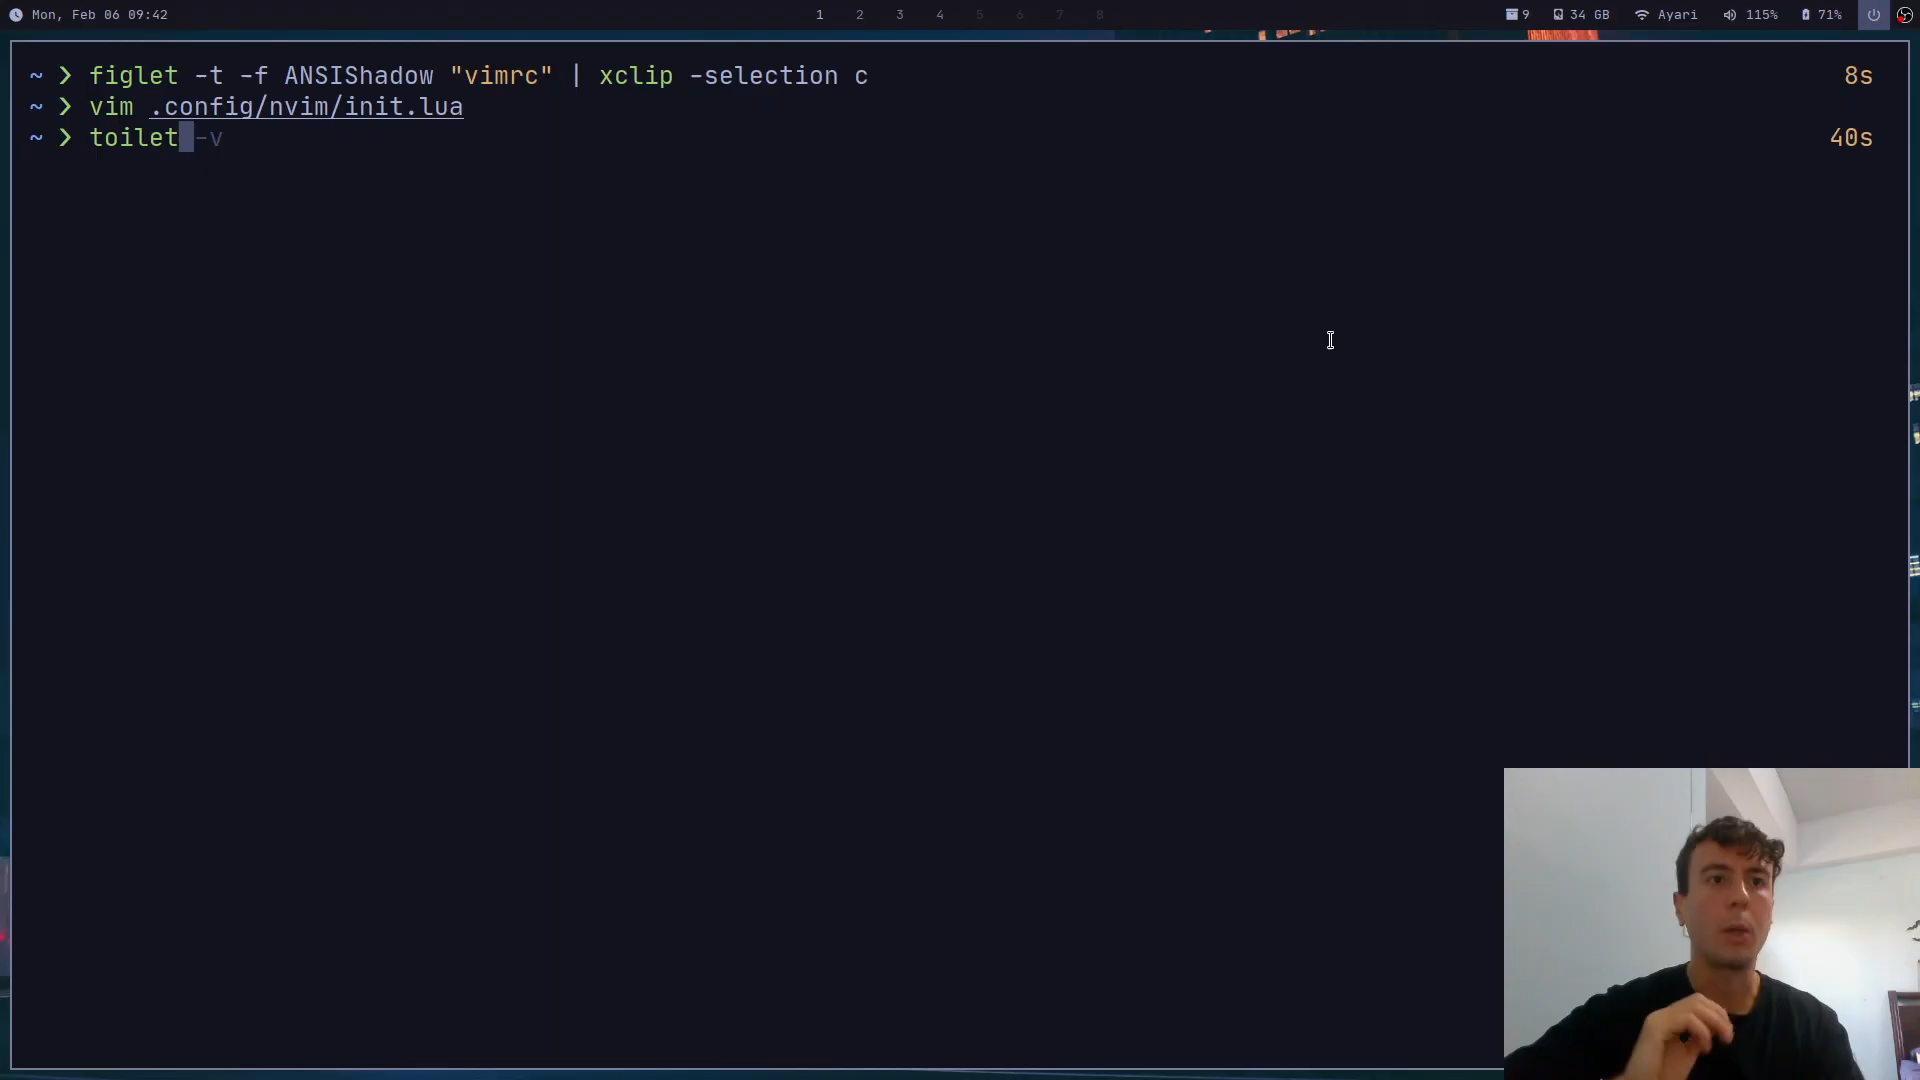 Mon, Feb 06 09:42
1 2 3 4 5 6 7 8
9 34 GB Ayari 115% 71%
~ ❯ figlet -t -f ANSIShadow "vimrc" | xclip -selection c 8s
~ ❯ vim .config/nvim/init.lua
~ ❯ toilet -v 40s